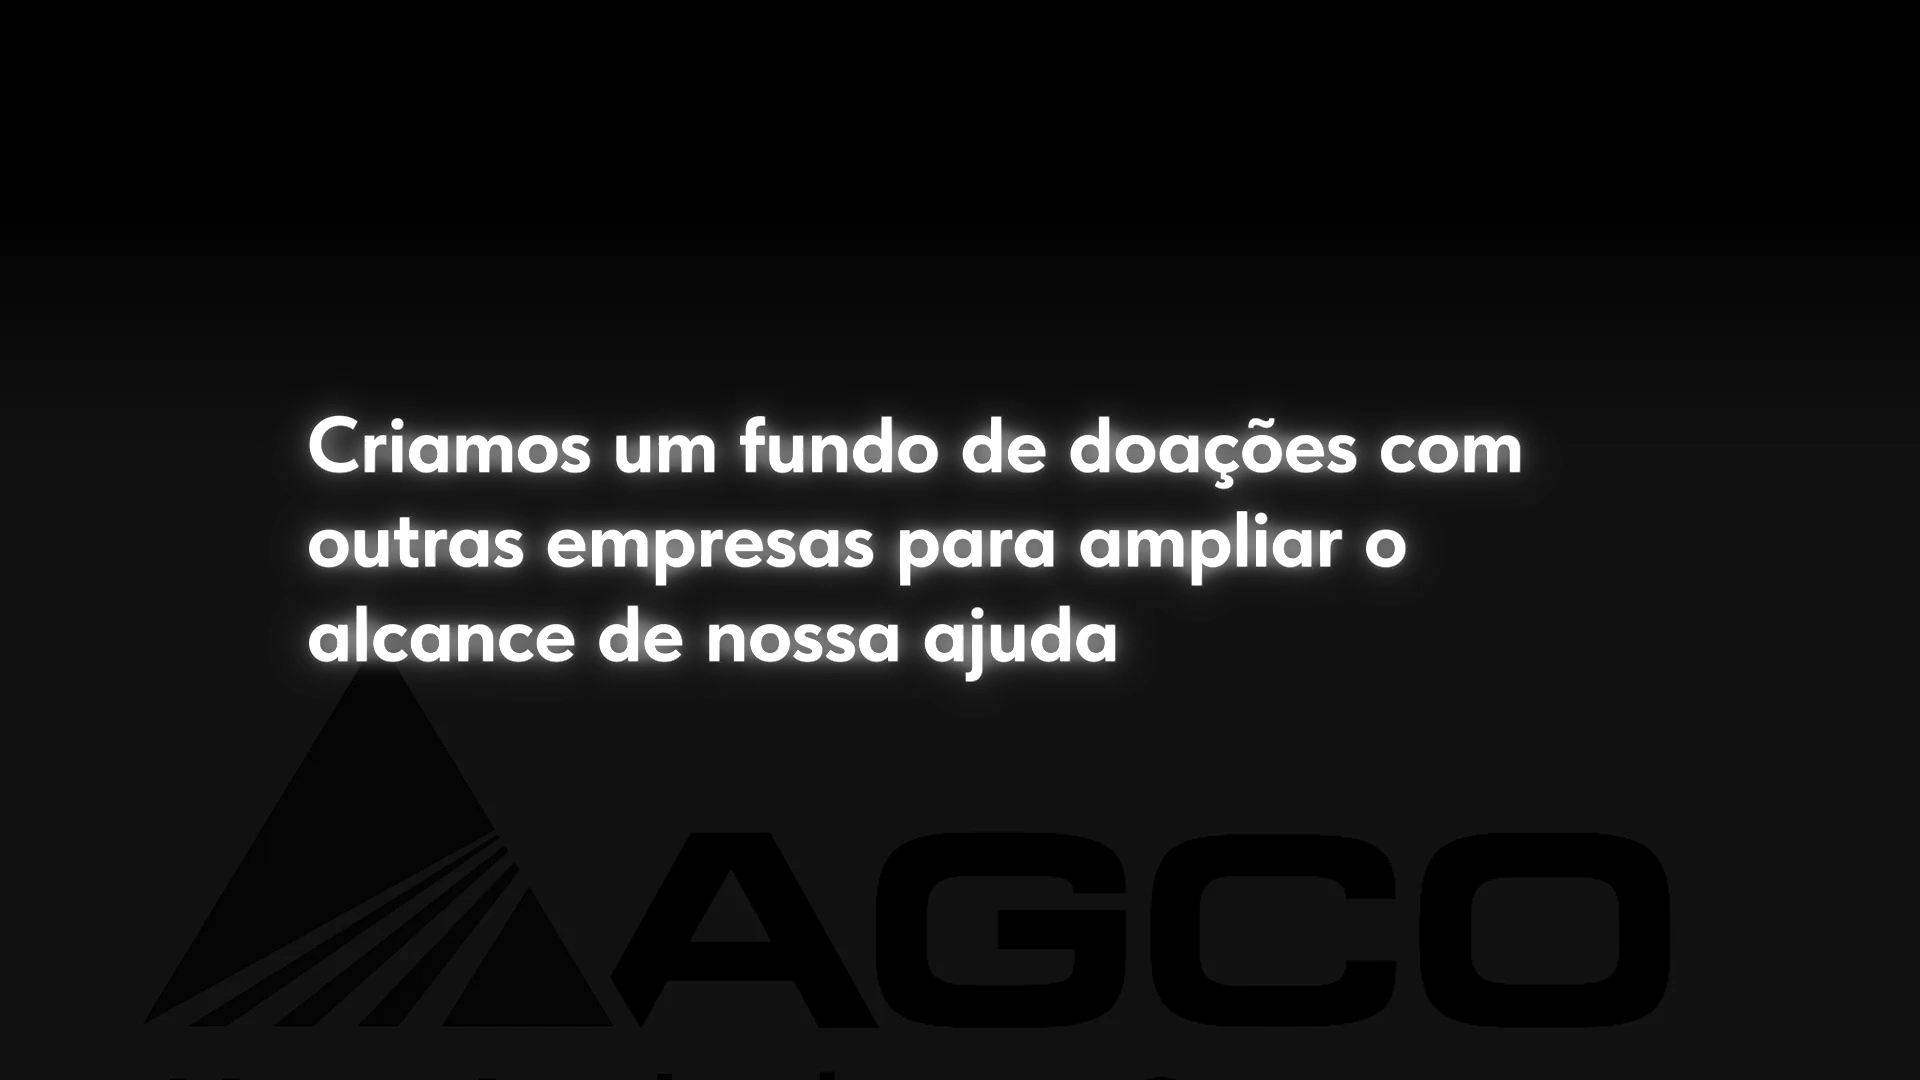 Criamos um fundo de doações com
outras empresas para ampliar o
alcance de nossa ajuda
AGCO